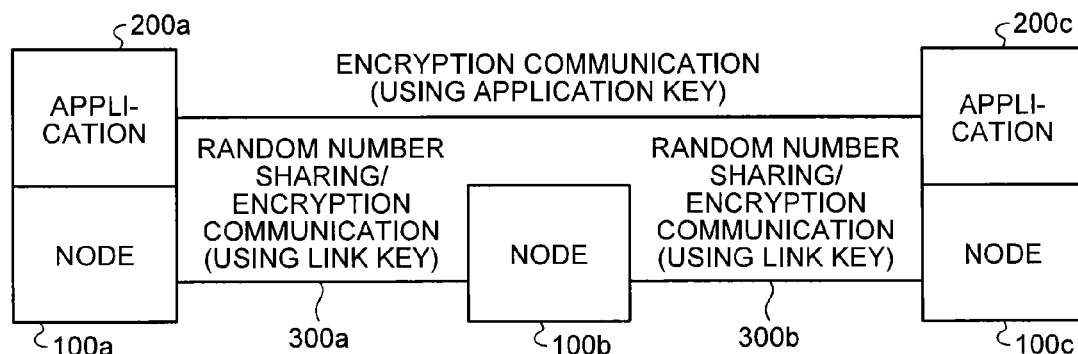 200a
200c
ENCRYPTION COMMUNICATION
(USING APPLICATION KEY)
APPLI-
CATION
APPLI-
CATION
RANDOM NUMBER
SHARING/
ENCRYPTION
COMMUNICATION
(USING LINK KEY)
RANDOM NUMBER
SHARING/
ENCRYPTION
COMMUNICATION
(USING LINK KEY)
NODE
NODE
NODE
100a
300a
100b
300b
100c